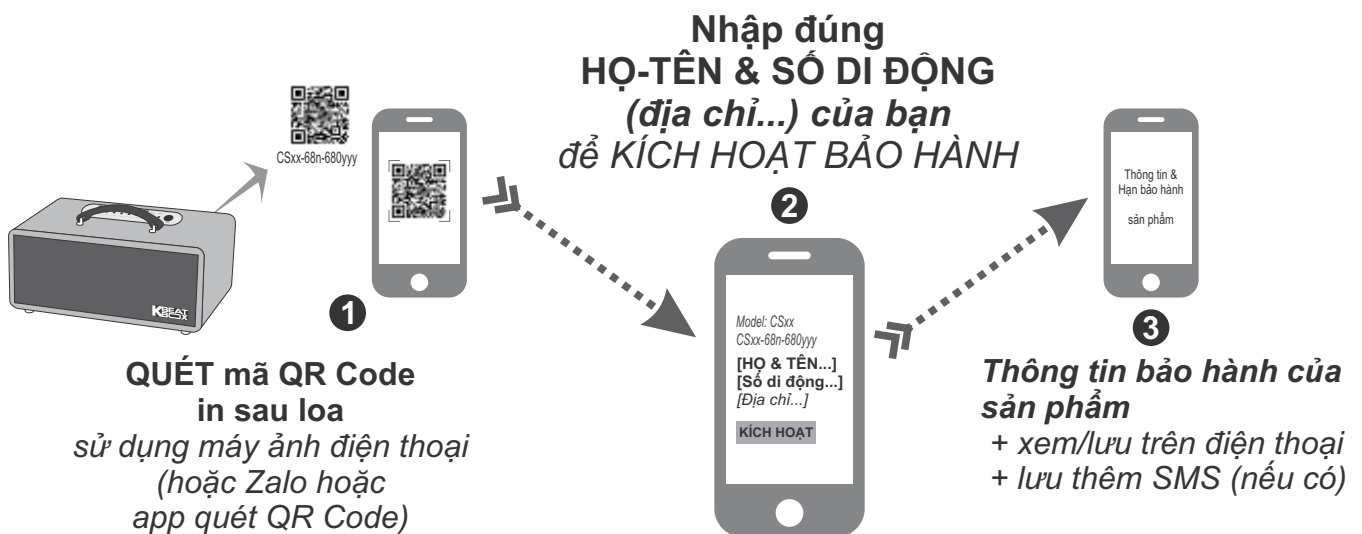 CSxx-68n-680yyy
KBEAT
BOX
1
QUÉT mã QR Code
in sau loa
sử dụng máy ảnh điện thoại
(hoặc Zalo hoặc
app quét QR Code)
Nhập đúng
HỌ-TÊN & SỐ DI ĐỘNG
(địa chỉ...) của bạn
để KÍCH HOẠT BẢO HÀNH
2
Model: CSxx
CSxx-68n-680yyy
[HỌ & TÊN...]
[Số di động...]
[Địa chỉ...]
KÍCH HOẠT
Thông tin &
Hạn bảo hành
sản phẩm
3
Thông tin bảo hành của
sản phẩm
+ xem/lưu trên điện thoại
+ lưu thêm SMS (nếu có)